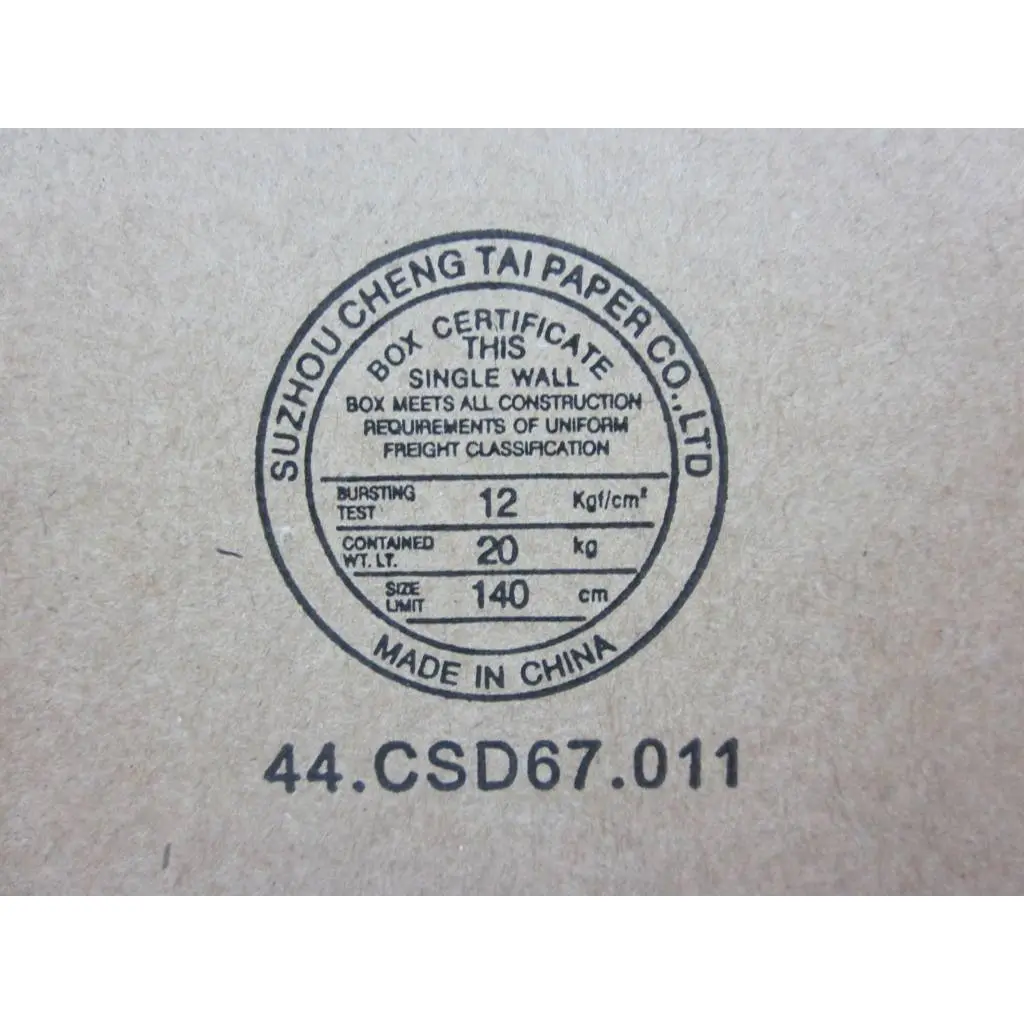 SUZHOU CHENG TAI PAPER CO.,LTD
BOX CERTIFICATE
THIS
SINGLE WALL
BOX MEETS ALL CONSTRUCTION
REQUIREMENTS OF UNIFORM
FREIGHT CLASSIFICATION
BURSTING TEST 12 Kgf/cm²
CONTAINED WT. LT. 20 kg
SIZE LIMIT 140 cm
MADE IN CHINA
44.CSD67.011